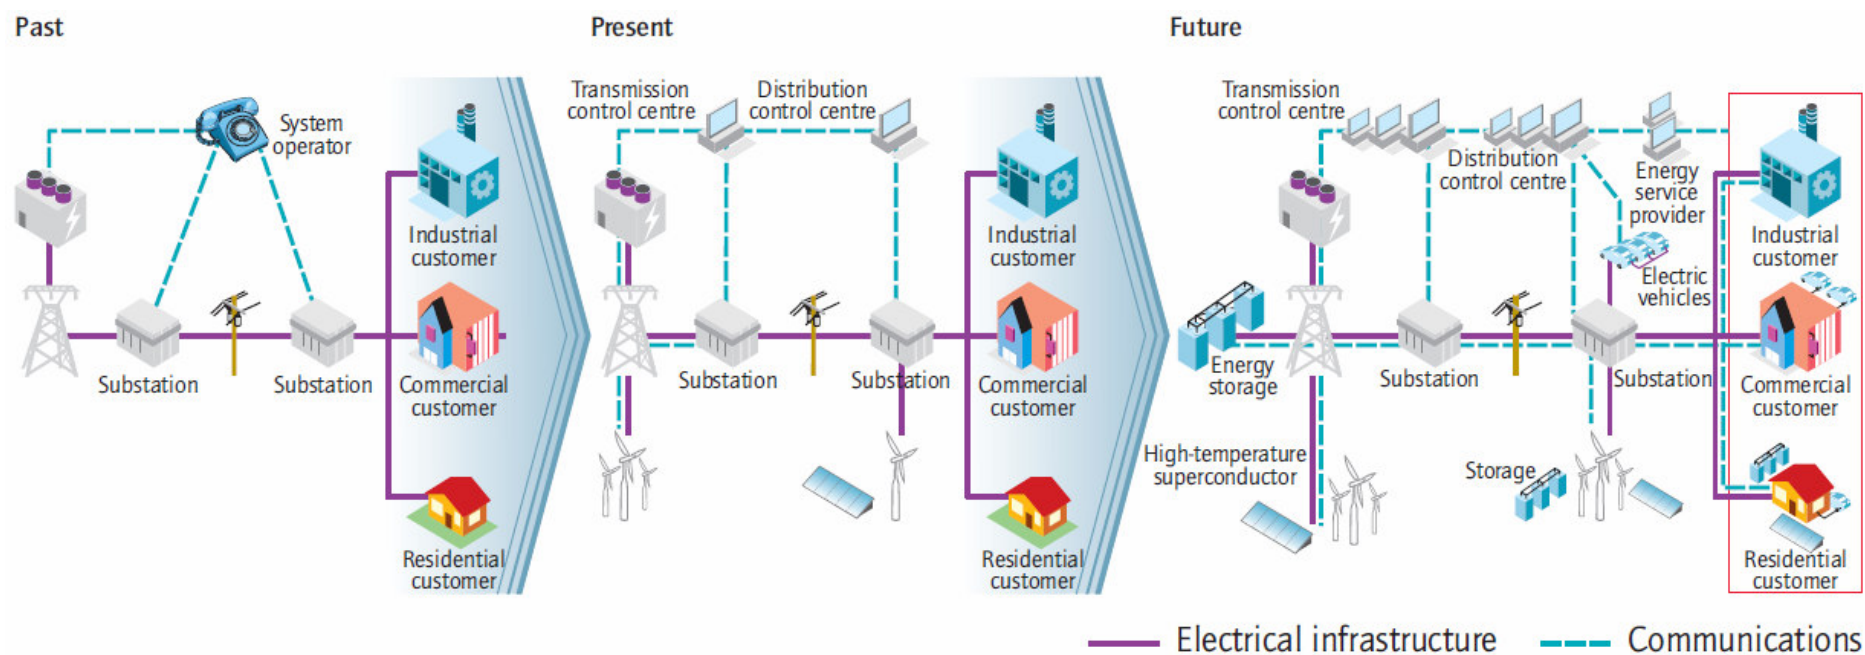 Past
System
operator
Industrial
customer
Substation
Substation
Commercial
customer
Residential
customer
Present
Transmission
control centre
Distribution
control centre
Industrial
customer
Substation
Substation
Commercial
customer
Residential
customer
Future
Transmission
control centre
Distribution
control centre
Energy
service
provider
Industrial
customer
Electric
vehicles
Energy
storage
Substation
Substation
Commercial
customer
High-temperature
superconductor
Storage
Residential
customer
Electrical infrastructure
Communications